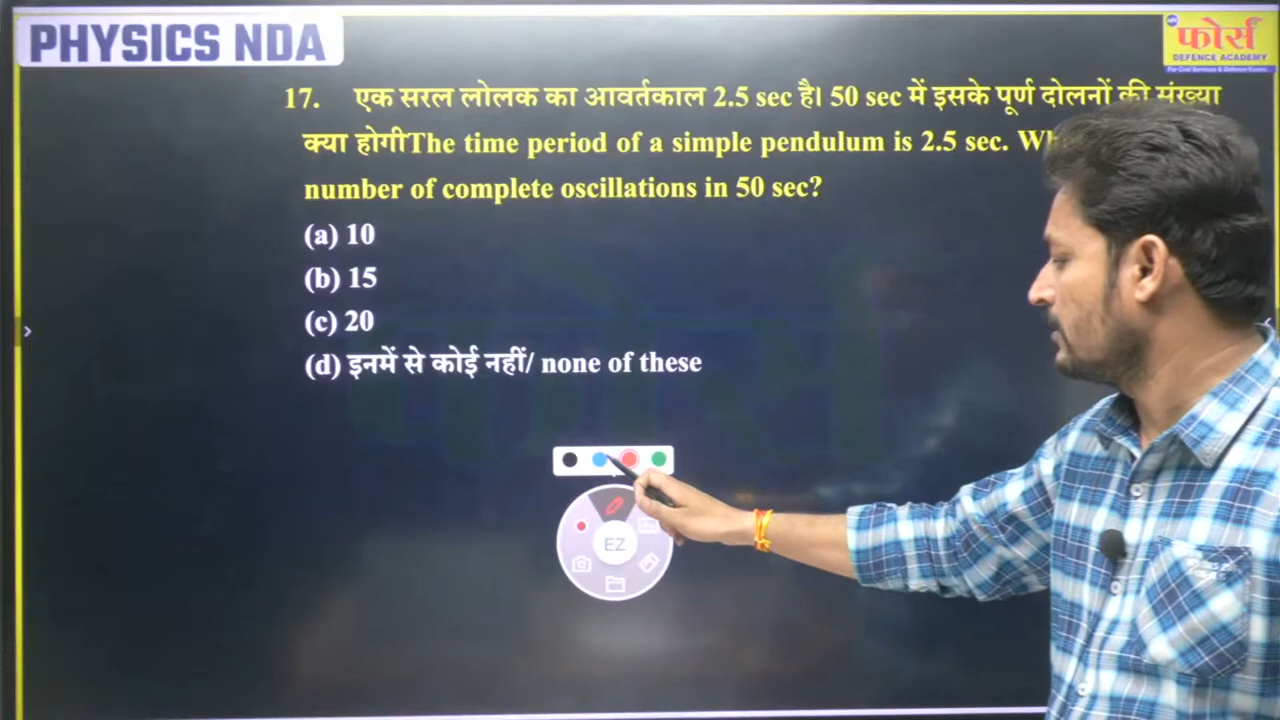 PHYSICS NDA
फोर्स
DEFENCE ACADEMY
17. एक सरल लोलक का आवर्तकाल 2.5 sec है। 50 sec में इसके पूर्ण दोलनों की संख्या
क्या होगीThe time period of a simple pendulum is 2.5 sec.
number of complete oscillations in 50 sec?
(a) 10
(b) 15
(c) 20
(d) इनमें से कोई नहीं/ none of these
EZ